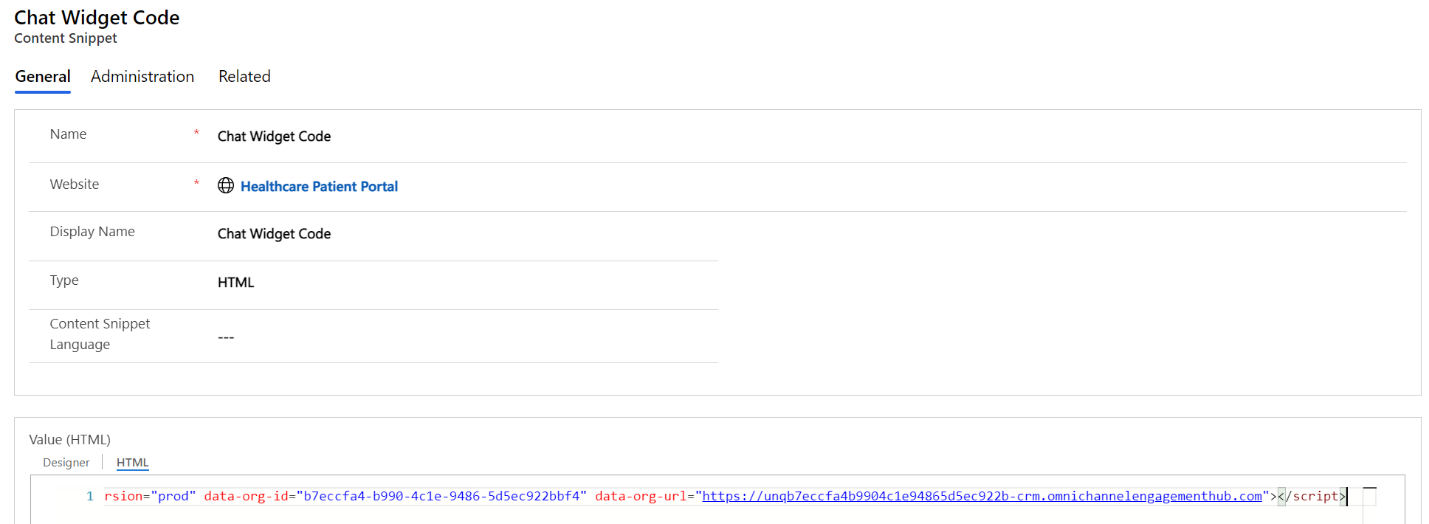 Chat Widget Code
Content Snippet
General Administration Related
Name * Chat Widget Code
Website * Healthcare Patient Portal
Display Name Chat Widget Code
Type HTML
Content Snippet Language ---
Value (HTML)
Designer HTML
1 rsion="prod" data-org-id="b7eccfa4-b990-4c1e-9486-5d5ec922bbf4" data-org-url="https://unqb7eccfa4b9904c1e94865d5ec922b-crm.omnichannelengagementhub.com"></script>